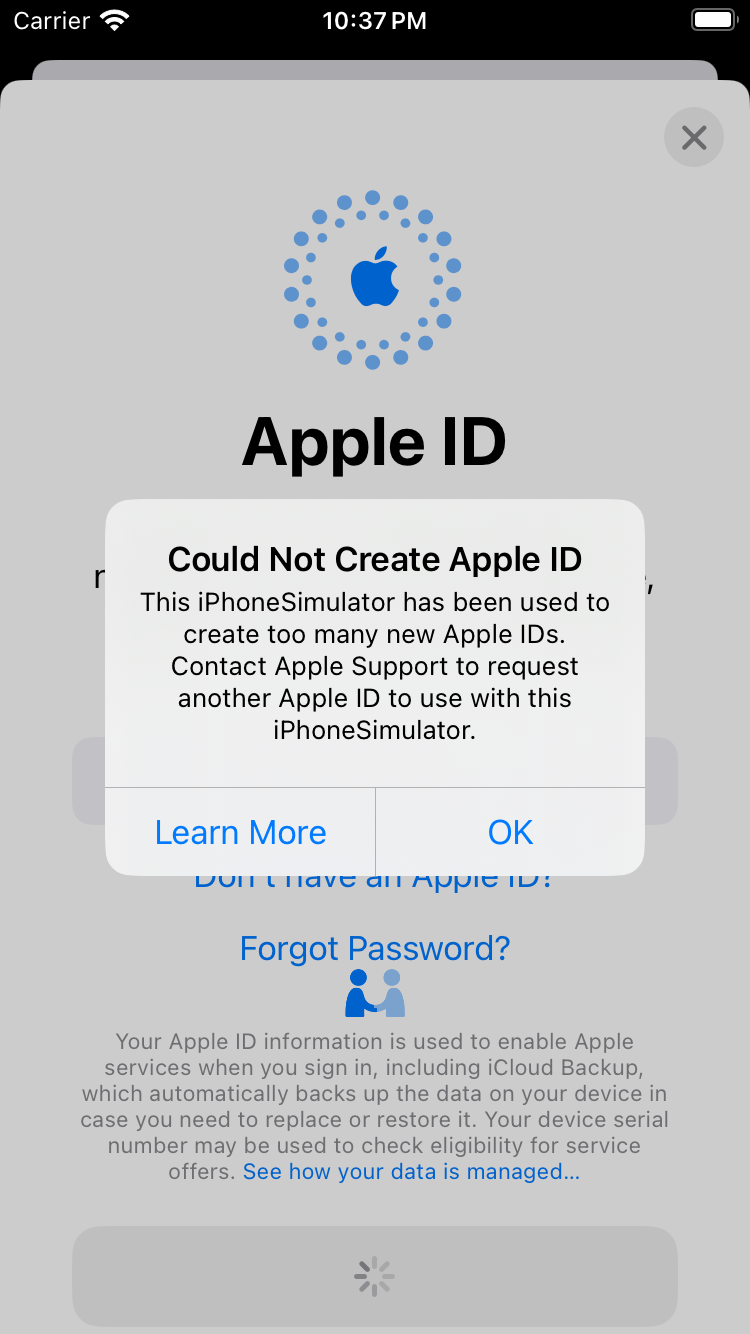 Carrier 10:37 PM
Apple ID
Could Not Create Apple ID
This iPhoneSimulator has been used to
create too many new Apple IDs.
Contact Apple Support to request
another Apple ID to use with this
iPhoneSimulator.
Learn More OK
Don't have an Apple ID?
Forgot Password?
Your Apple ID information is used to enable Apple
services when you sign in, including iCloud Backup,
which automatically backs up the data on your device in
case you need to replace or restore it. Your device serial
number may be used to check eligibility for service
offers. See how your data is managed...